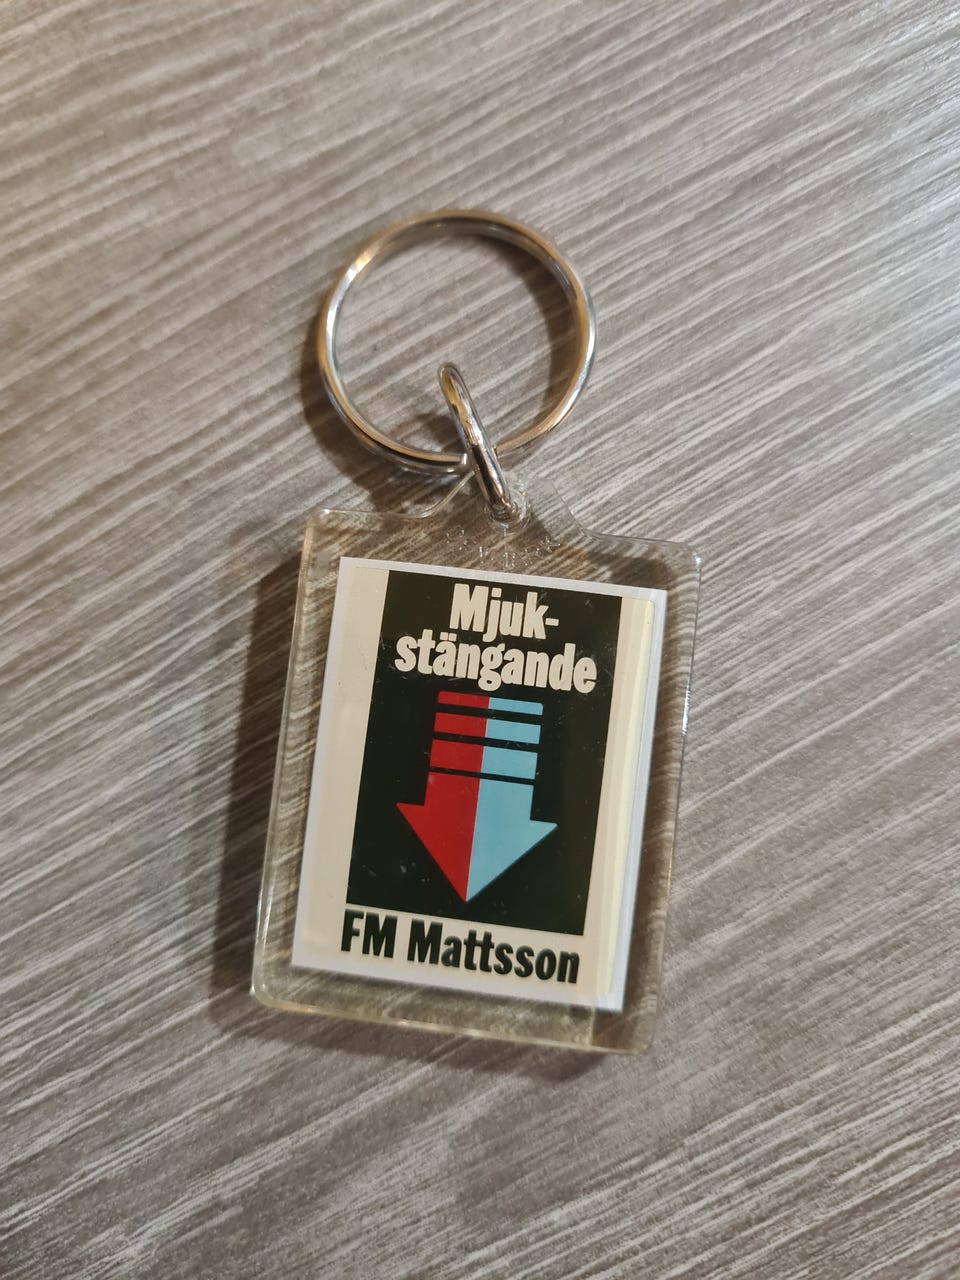 Mjuk-
stängande
FM Mattsson